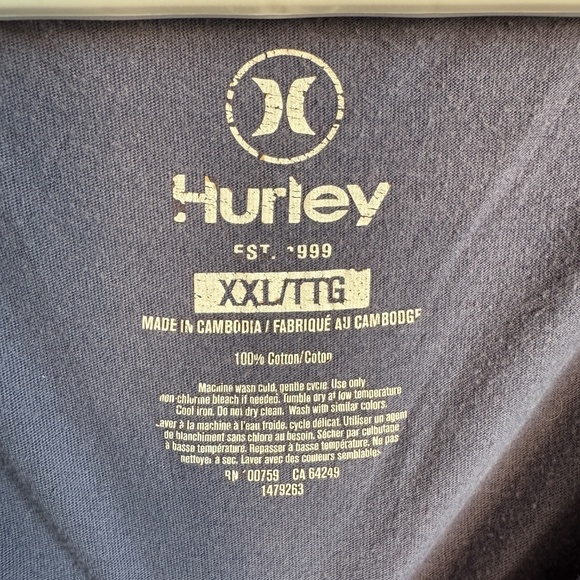 Hurley
EST. 1999
XXL/TTG
MADE IN CAMBODIA / FABRIQUÉ AU CAMBODGE
100% Cotton/Coton
Machine wash cold, gentle cycle. Use only
non-chlorine bleach if needed. Tumble dry at low temperature
Cool iron. Do not dry clean. Wash with similar colors.
Laver à la machine à l'eau froide, cycle délicat. Utiliser un agent
de blanchiment sans chlore au besoin. Sécher par culbutage
à basse température. Repasser à basse température. Ne pas
nettoyer à sec. Laver avec des couleurs semblables
RN 100759 CA 64249
1479263